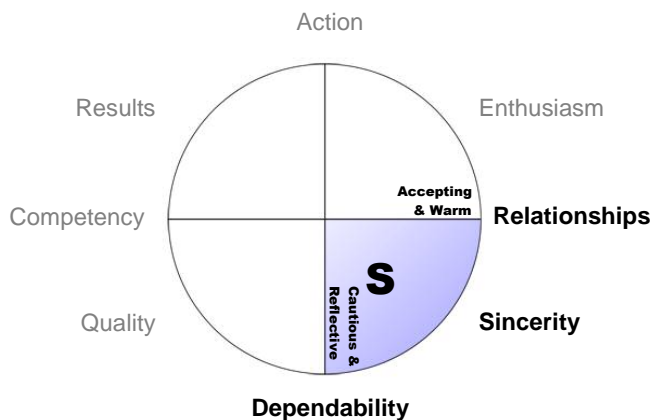 Action
Results
Enthusiasm
Accepting
& Warm
Competency
Relationships
S
Cautious &
Reflective
Quality
Sincerity
Dependability